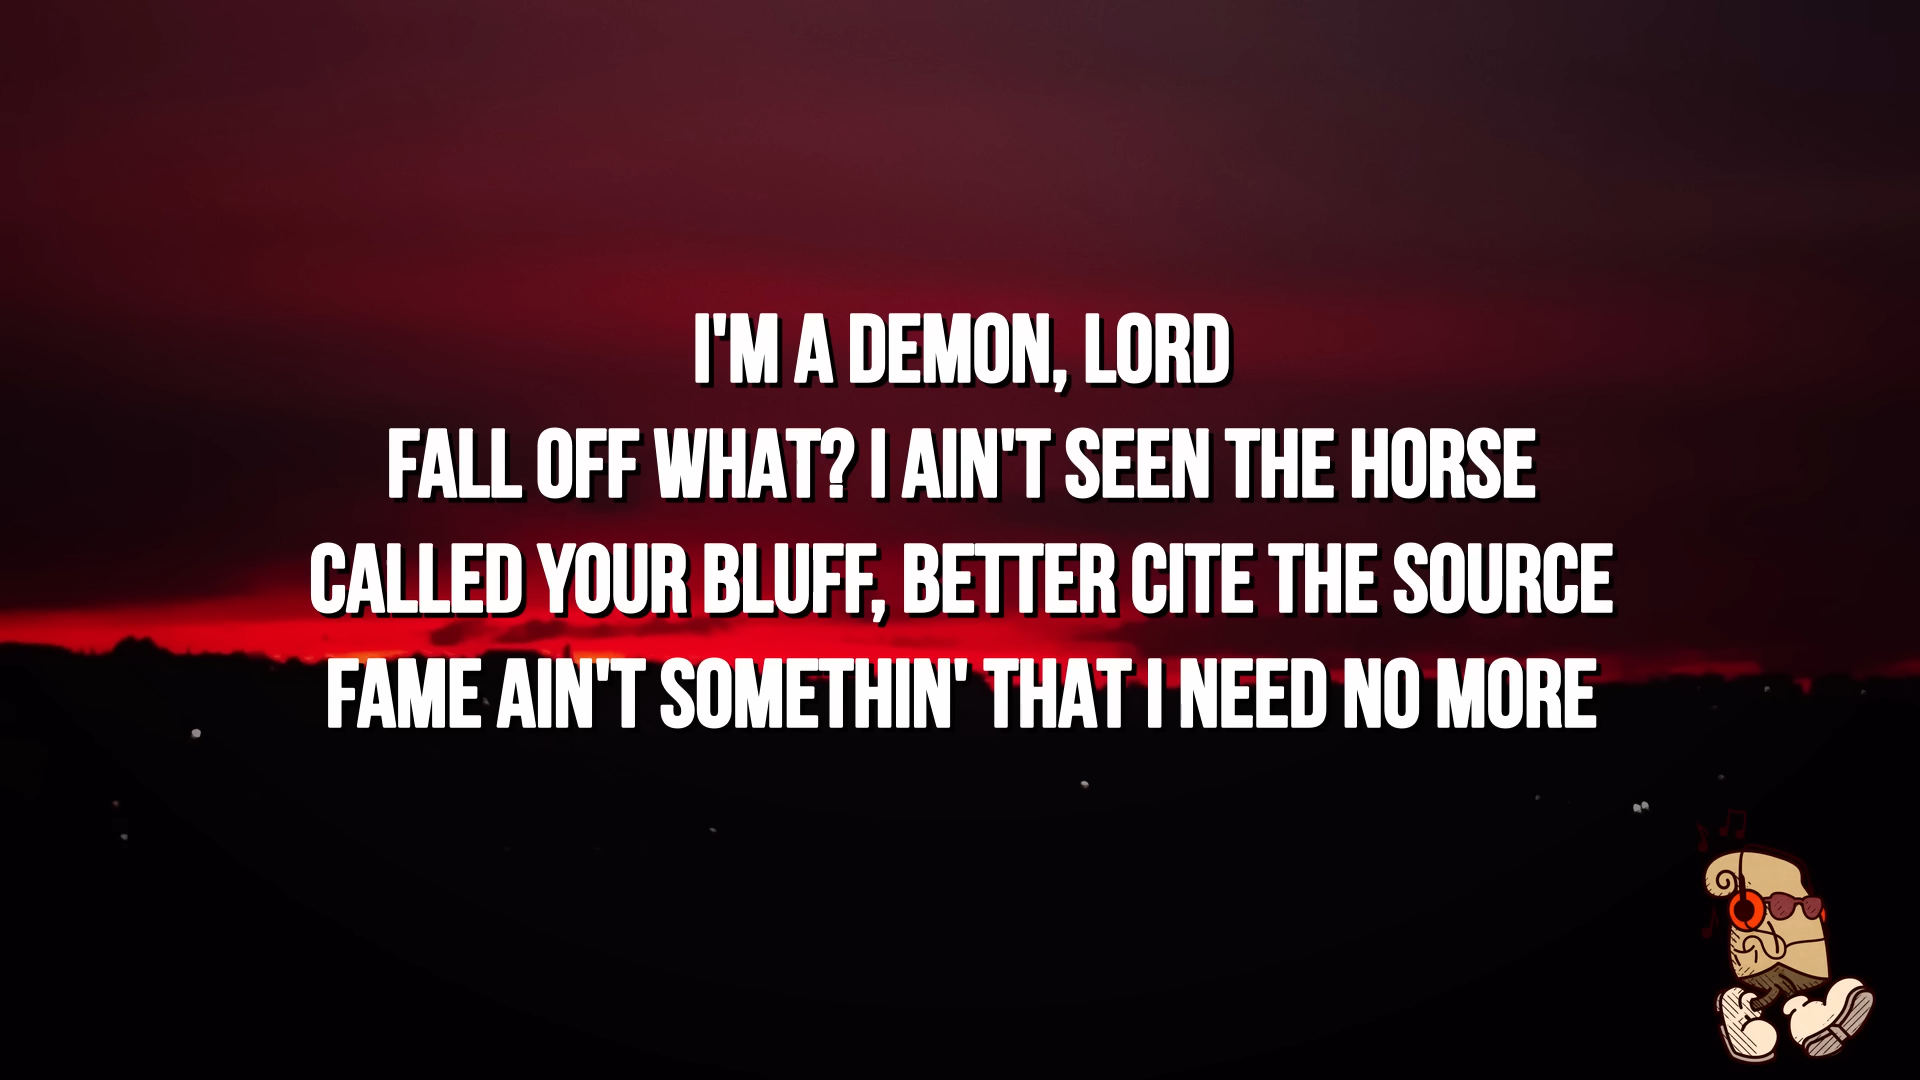 I'M A DEMON, LORD
FALL OFF WHAT? I AIN'T SEEN THE HORSE
CALLED YOUR BLUFF, BETTER CITE THE SOURCE
FAME AIN'T SOMETHIN' THAT I NEED NO MORE